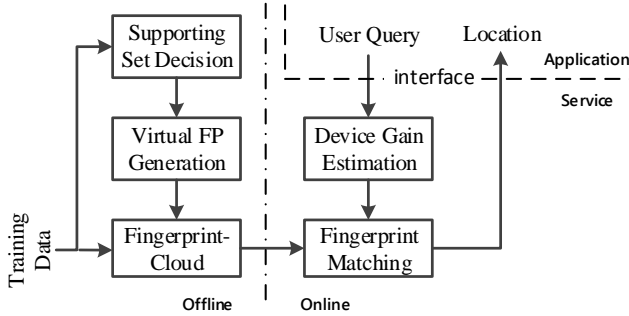 Supporting
Set Decision
User Query
Location
Application
interface
Service
Virtual FP
Generation
Device Gain
Estimation
Training
Data
Fingerprint-
Cloud
Fingerprint
Matching
Offline
Online